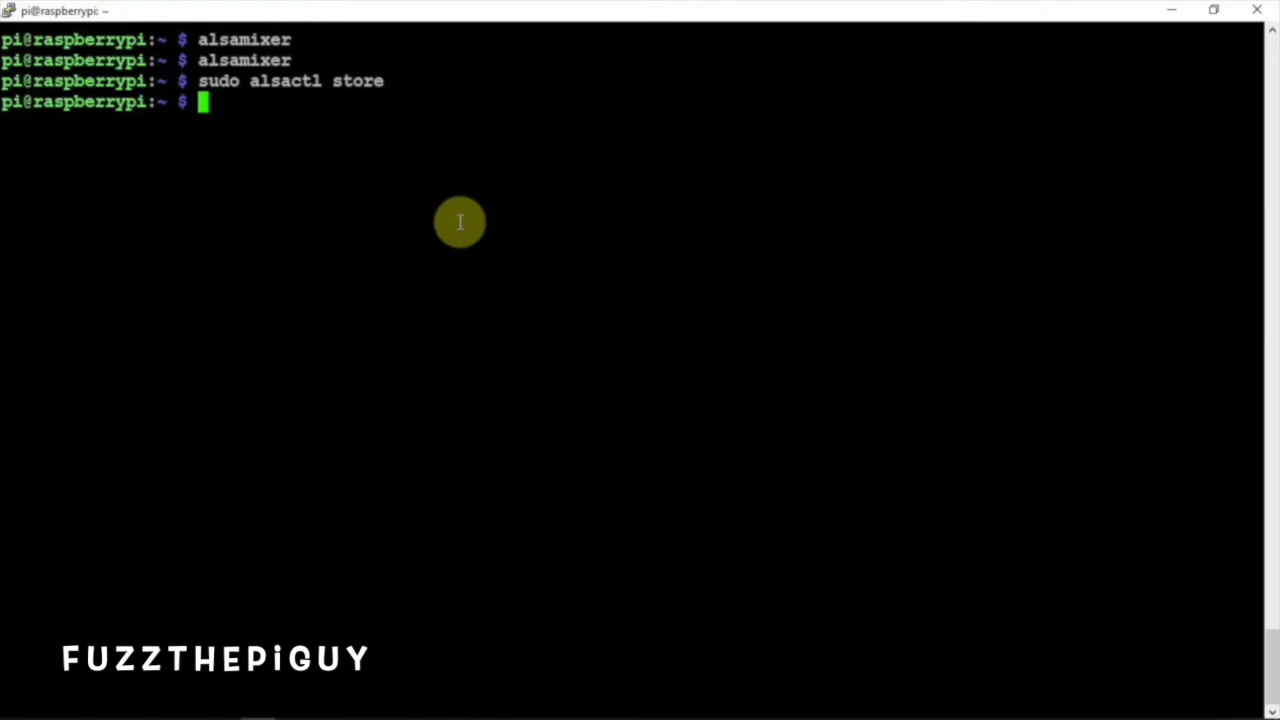 pi@raspberrypi: ~
pi@raspberrypi:~ $ alsamixer
pi@raspberrypi:~ $ alsamixer
pi@raspberrypi:~ $ sudo alsactl store
pi@raspberrypi:~ $
FUZZTHEPiGUY